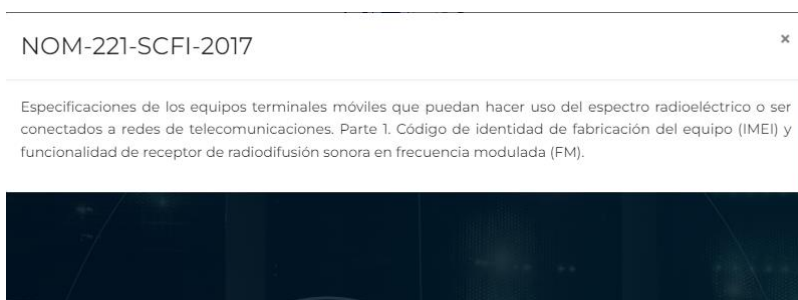 NOM-221-SCFI-2017
×
Especificaciones de los equipos terminales móviles que puedan hacer uso del espectro radioeléctrico o ser
conectados a redes de telecomunicaciones. Parte 1. Código de identidad de fabricación del equipo (IMEI) y
funcionalidad de receptor de radiodifusión sonora en frecuencia modulada (FM).